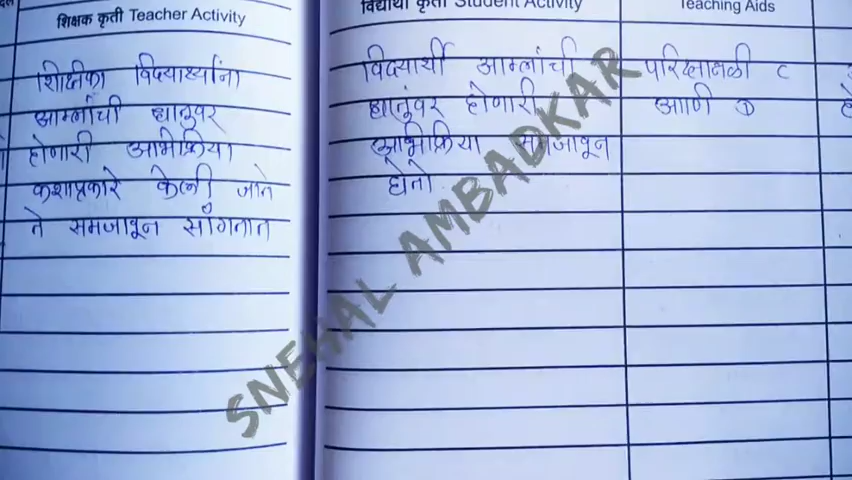 शिक्षक कृती Teacher Activity
विद्यार्थी कृती Student Activity
Teaching Aids
शिक्षिका विद्यार्थ्यांना
आम्लांची धातुवर
होणारी अभिक्रिया
कशाप्रकारे केली जाते
ते समजावून सांगतात
विद्यार्थी आम्लांची
धातुंवर होणारी
अभिक्रिया समजावून
घेतो.
परिक्षानळी C
आणि D
SNEHAL AMBADKAR